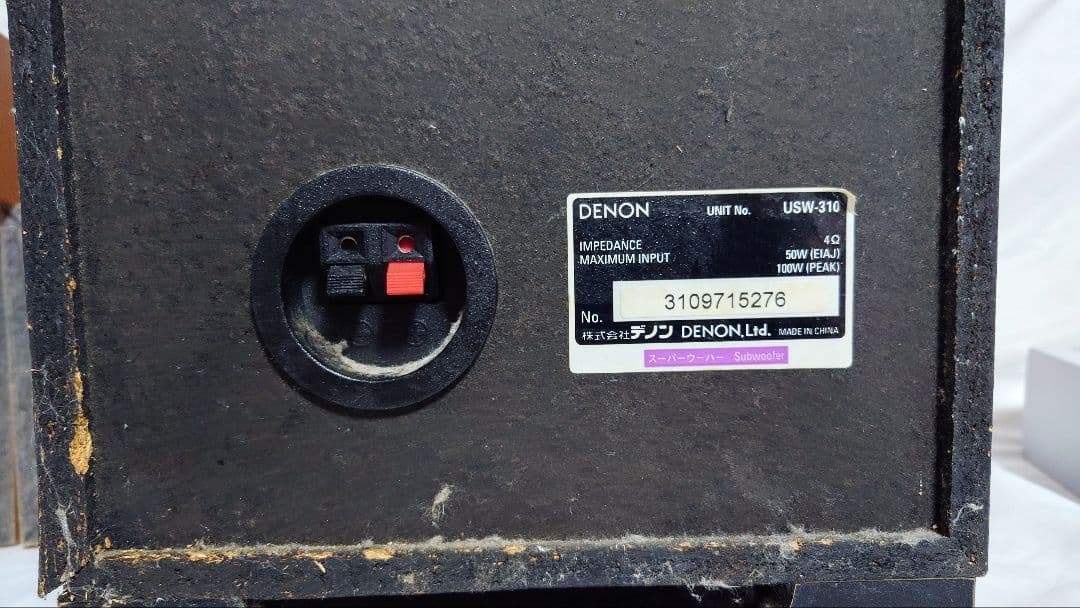 DENON UNIT No. USW-310
IMPEDANCE 4Ω
MAXIMUM INPUT 50W (EIAJ)
100W (PEAK)
No. 3109715276
株式会社デノン DENON, Ltd. MADE IN CHINA
スーパーウーハー Subwoofer